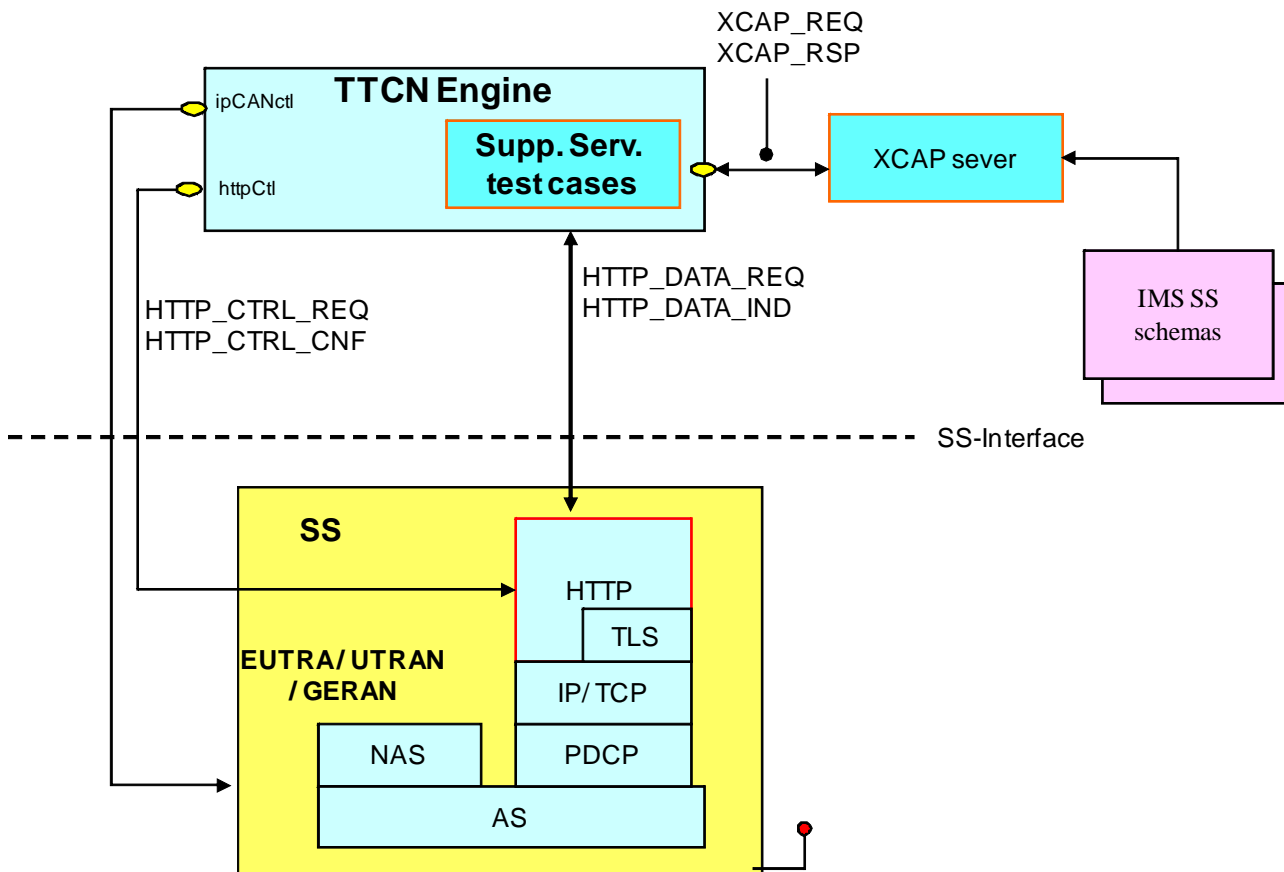 XCAP_REQ
XCAP_RSP
TTCN Engine
ipCANctl
httpCtl
Supp. Serv.
test cases
XCAP sever
HTTP_DATA_REQ
HTTP_DATA_IND
HTTP_CTRL_REQ
HTTP_CTRL_CNF
IMS SS
schemas
SS-Interface
SS
HTTP
TLS
EUTRA/ UTRAN
/ GERAN
IP/ TCP
NAS
PDCP
AS